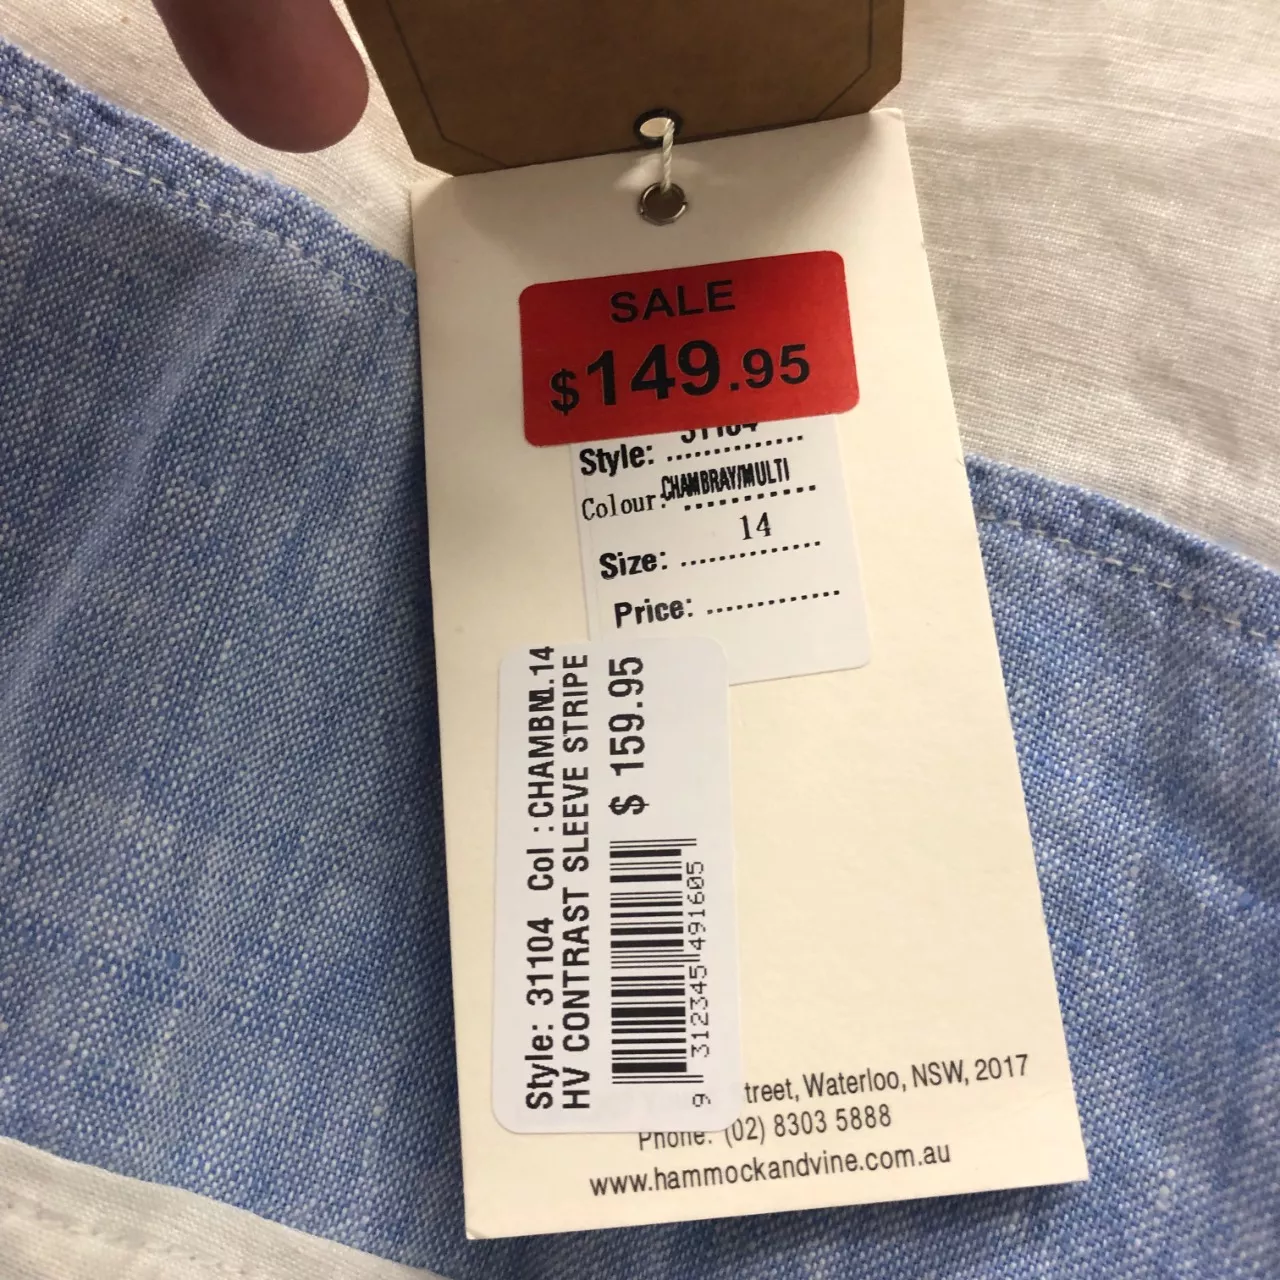 SALE
$149.95
Style: 31104
Colour: CHAMBRAY/MULTI
Size: 14
Price:
Style: 31104 Col : CHAMBM.14
HV CONTRAST SLEEVE STRIPE
$ 159.95
9 312345 491605
treet, Waterloo, NSW, 2017
Phone: (02) 8303 5888
www.hammockandvine.com.au